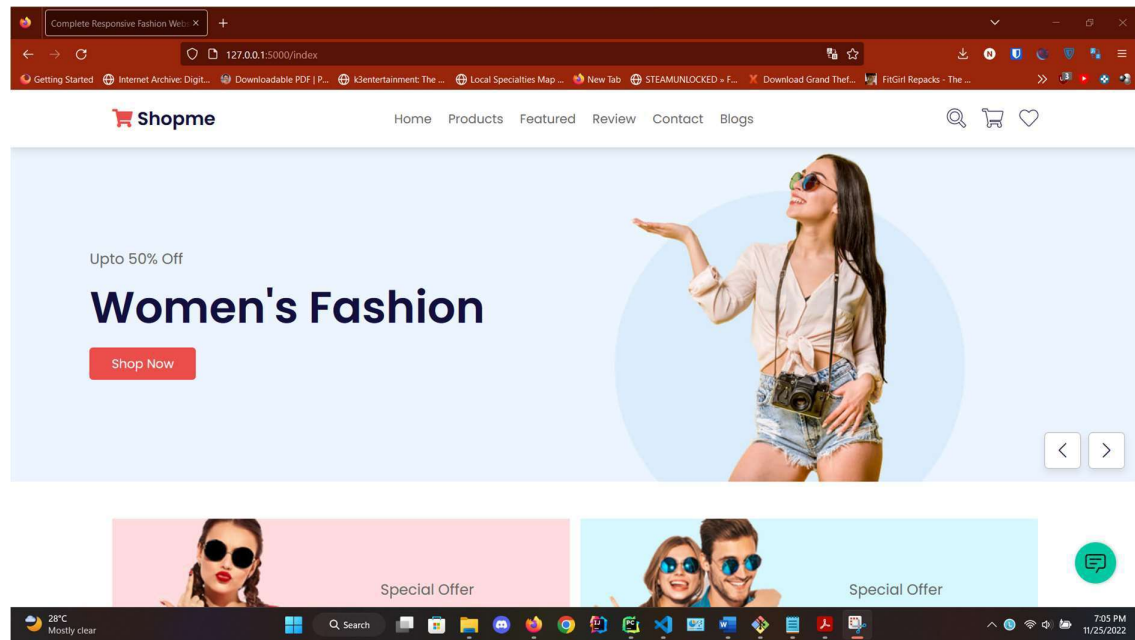 Complete Responsive Fashion Webs
127.0.0.1:5000/index
Getting Started Internet Archive: Digit... Downloadable PDF | P... k3entertainment: The ... Local Specialties Map ... New Tab STEAMUNLOCKED » F... Download Grand Thef... FitGirl Repacks - The ...
Shopme
Home Products Featured Review Contact Blogs
Upto 50% Off
Women's Fashion
Shop Now
Special Offer
Special Offer
28°C
Mostly clear
Search
7:05 PM
11/25/2022